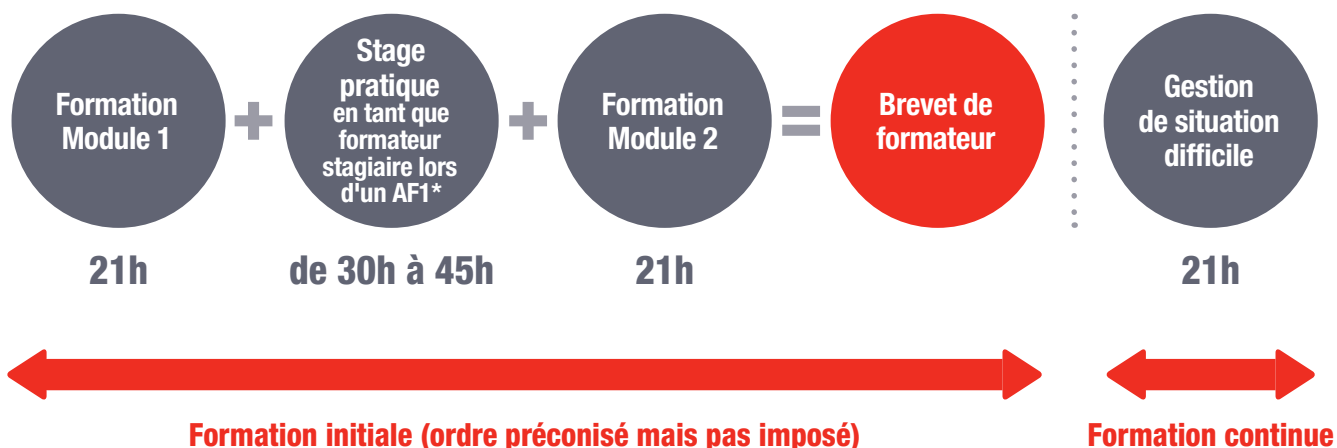 Formation
Module 1
+
Stage
pratique
en tant que
formateur
stagiaire lors
d'un AF1*
+
Formation
Module 2
=
Brevet de
formateur
Gestion
de situation
difficile
21h
de 30h à 45h
21h
21h
Formation initiale (ordre préconisé mais pas imposé)
Formation continue